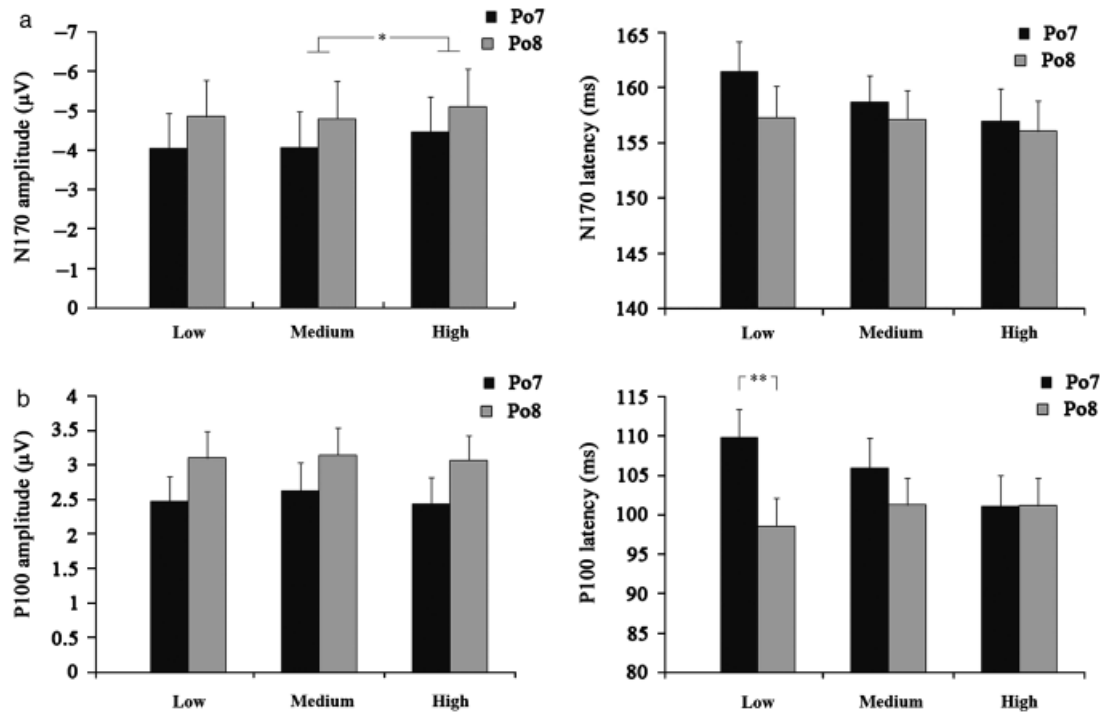 a
N170 amplitude (μV)
–7
–6
–5
–4
–3
–2
–1
0
*
Po7
Po8
Low Medium High
N170 latency (ms)
165
160
155
150
145
140
Po7
Po8
Low Medium High
b
P100 amplitude (μV)
4
3.5
3
2.5
2
1.5
1
0.5
0
Po7
Po8
Low Medium High
P100 latency (ms)
115
110
105
100
95
90
85
80
**
Po7
Po8
Low Medium High